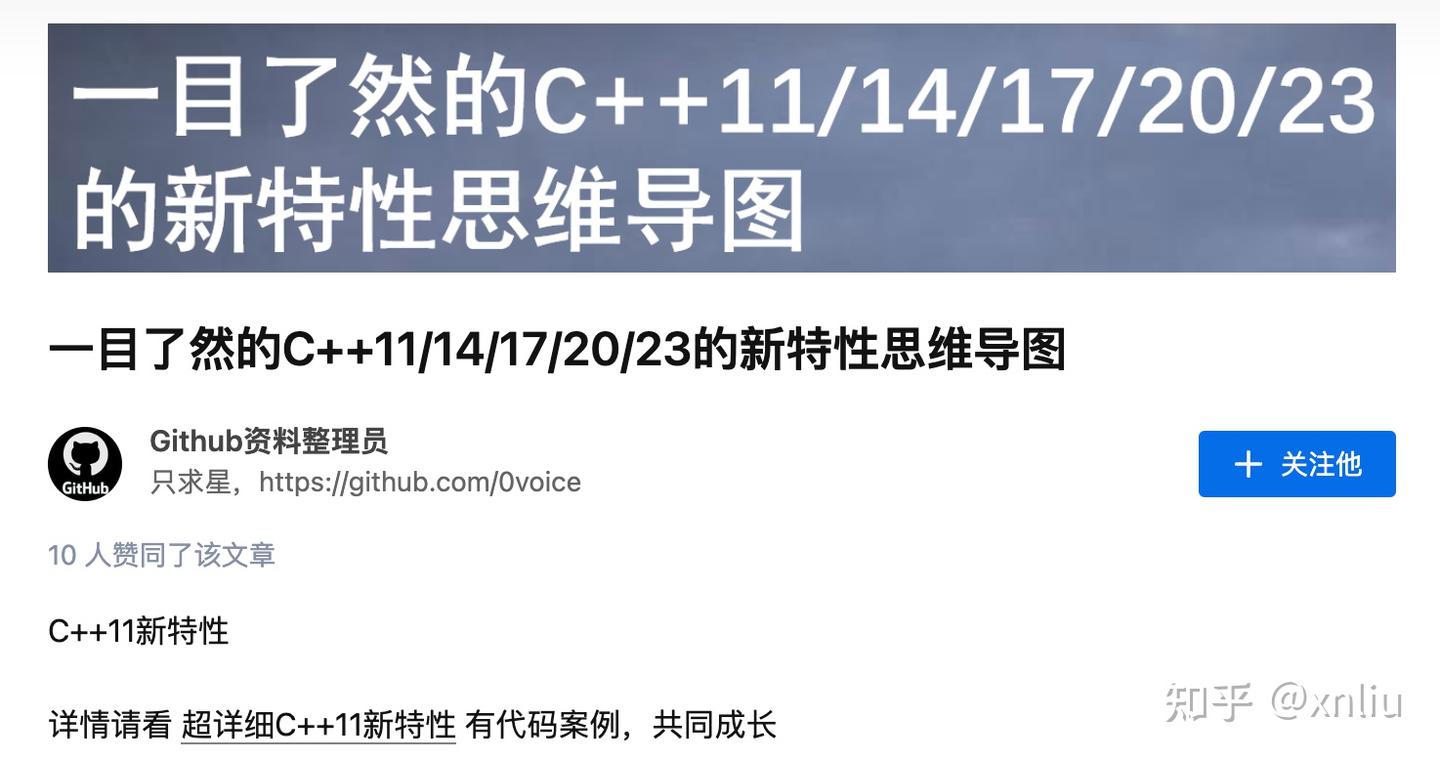 一目了然的C++11/14/17/20/23
的新特性思维导图
一目了然的C++11/14/17/20/23的新特性思维导图
GitHub
Github资料整理员
只求星，https://github.com/0voice
关注他
10 人赞同了该文章
C++11新特性
详情请看 超详细C++11新特性 有代码案例，共同成长
知乎 @xnliu